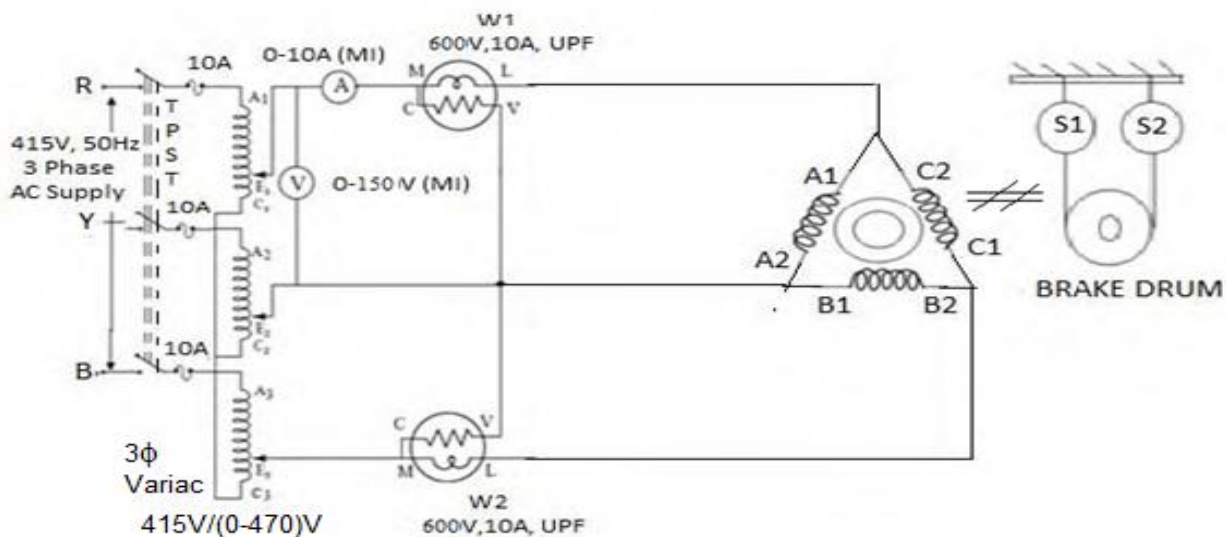 W1
600V,10A, UPF
0-10A (MI)
10A
R
M
L
A
C
V
A1
T
P
S
T
415V, 50Hz
3 Phase
AC Supply
V
0-150V (MI)
S1
S2
A1
C2
10A
Y
A2
A2
C1
B1
B2
BRAKE DRUM
10A
B
A3
C
V
M
L
3ϕ
Variac
C3
415V/(0-470)V
W2
600V,10A, UPF